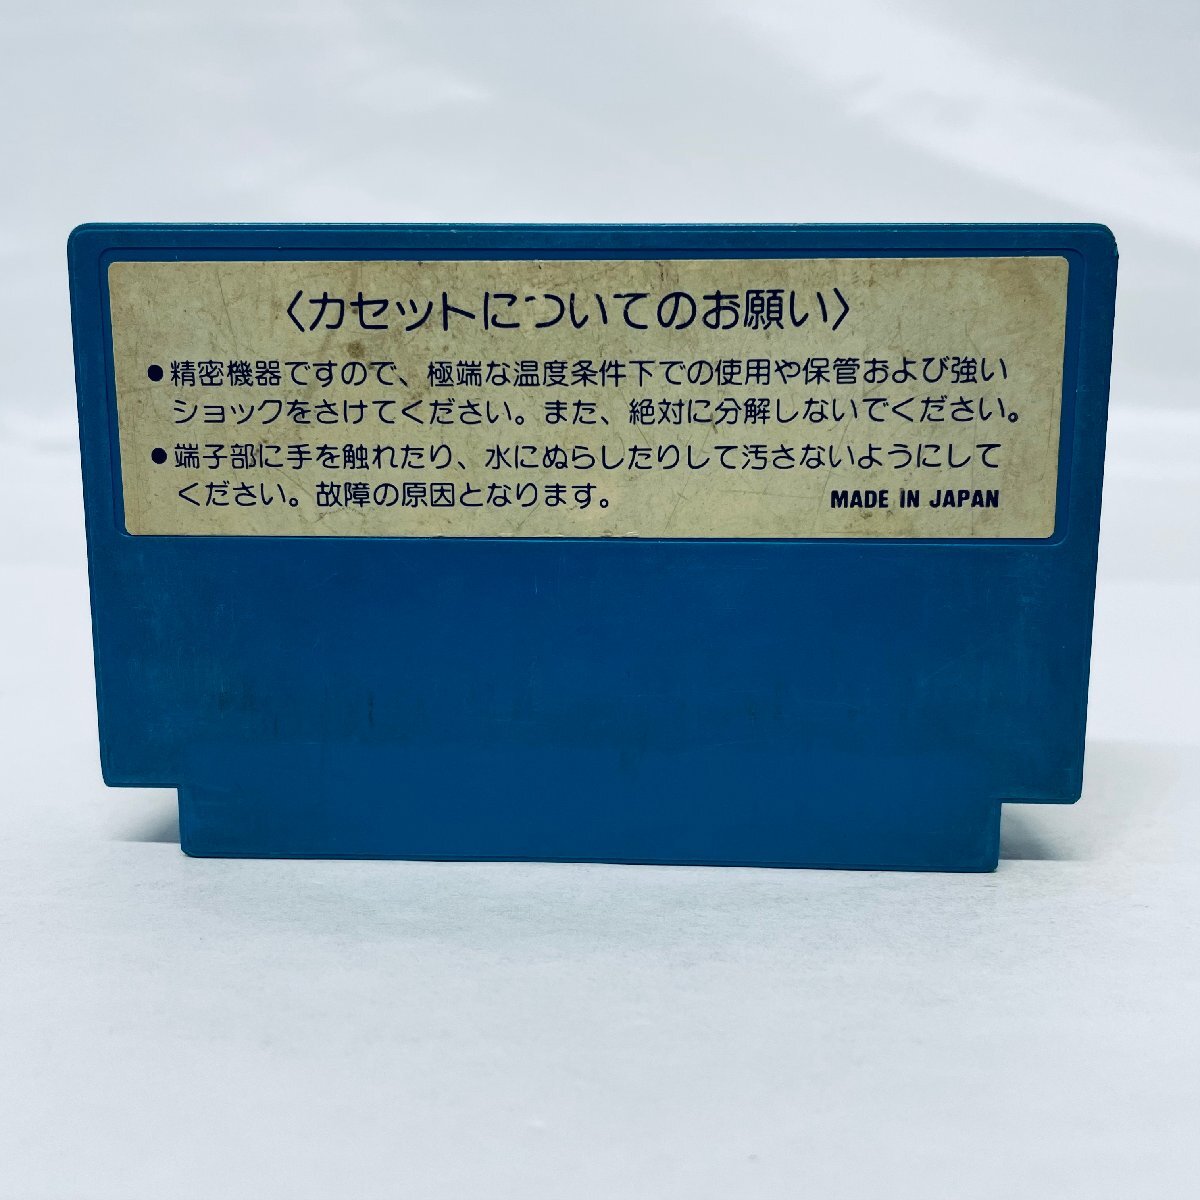 〈カセットについてのお願い〉
●精密機器ですので、極端な温度条件下での使用や保管および強い
ショックをさけてください。また、絶対に分解しないでください。
●端子部に手を触れたり、水にぬらしたりして汚さないようにして
ください。故障の原因となります。 MADE IN JAPAN